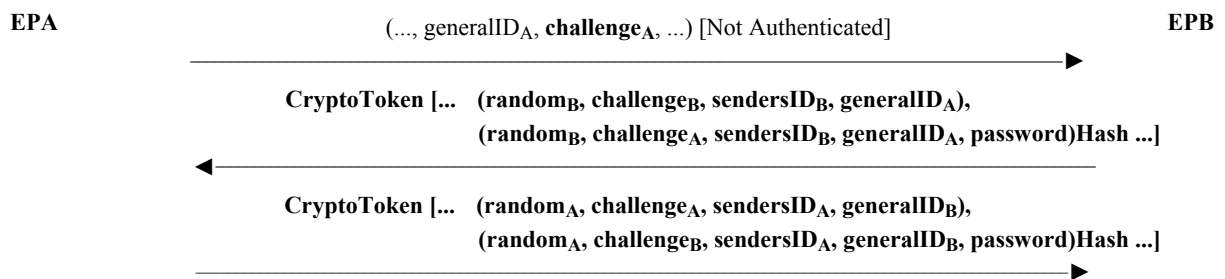 EPA (..., generalIDA, challengeA, ...) [Not Authenticated] EPB
CryptoToken [... (randomB, challengeB, sendersIDB, generalIDA),
(randomB, challengeA, sendersIDB, generalIDA, password)Hash ...]
CryptoToken [... (randomA, challengeA, sendersIDA, generalIDB),
(randomA, challengeB, sendersIDA, generalIDB, password)Hash ...]